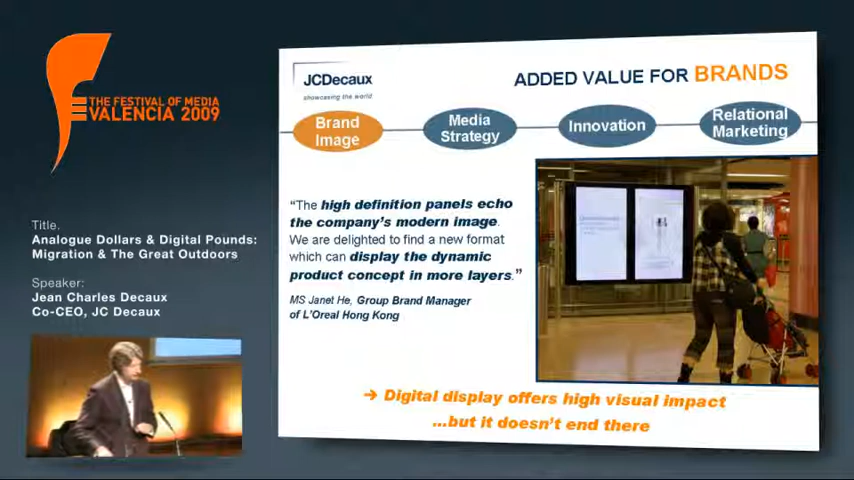 THE FESTIVAL OF MEDIA
VALENCIA 2009
Title.
Analogue Dollars & Digital Pounds:
Migration & The Great Outdoors
Speaker:
Jean Charles Decaux
Co-CEO, JC Decaux
JCDecaux
showcasing the world
ADDED VALUE FOR BRANDS
Brand
Image
Media
Strategy
Innovation
Relational
Marketing
“The high definition panels echo
the company’s modern image.
We are delighted to find a new format
which can display the dynamic
product concept in more layers.”
MS Janet He, Group Brand Manager
of L’Oreal Hong Kong
→ Digital display offers high visual impact
...but it doesn’t end there